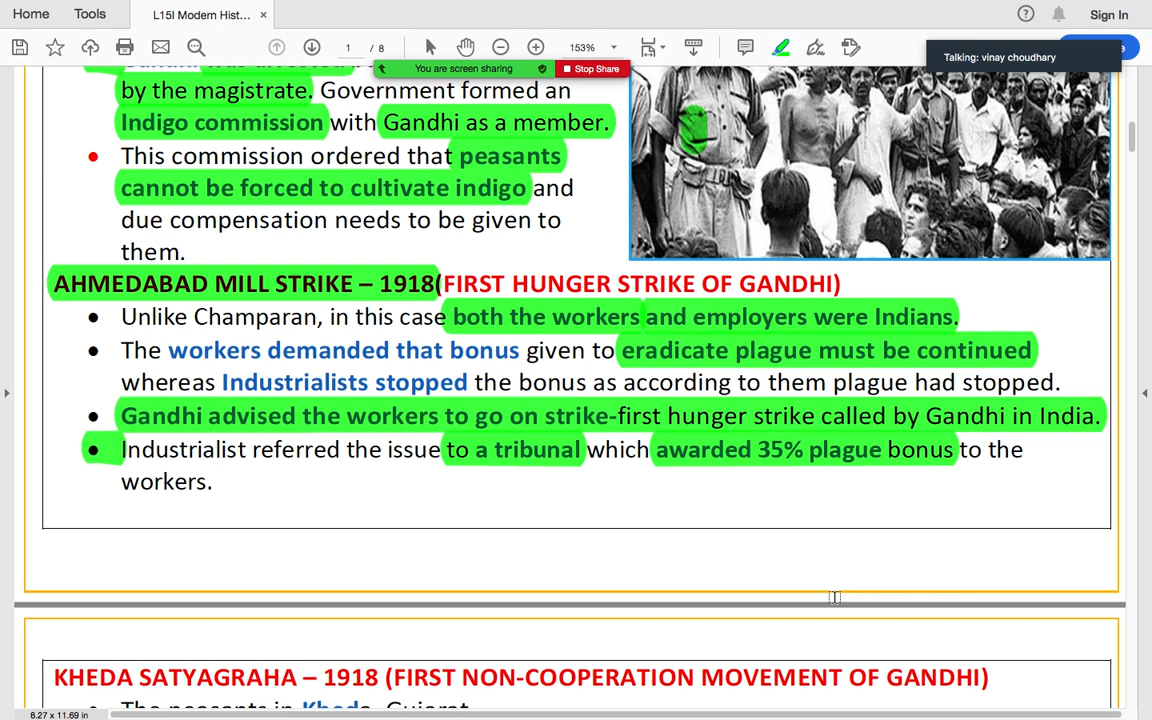 Home Tools L15I Modern Hist... × Sign In
1 / 8 153%
Talking: vinay choudhary
You are screen sharing Stop Share
by the magistrate. Government formed an
Indigo commission with Gandhi as a member.
This commission ordered that peasants
cannot be forced to cultivate indigo and
due compensation needs to be given to
them.
AHMEDABAD MILL STRIKE – 1918(FIRST HUNGER STRIKE OF GANDHI)
• Unlike Champaran, in this case both the workers and employers were Indians.
• The workers demanded that bonus given to eradicate plague must be continued
whereas Industrialists stopped the bonus as according to them plague had stopped.
• Gandhi advised the workers to go on strike-first hunger strike called by Gandhi in India.
• Industrialist referred the issue to a tribunal which awarded 35% plague bonus to the
workers.
KHEDA SATYAGRAHA – 1918 (FIRST NON-COOPERATION MOVEMENT OF GANDHI)
The peasants in Kheda, Gujarat
8.27 x 11.69 in